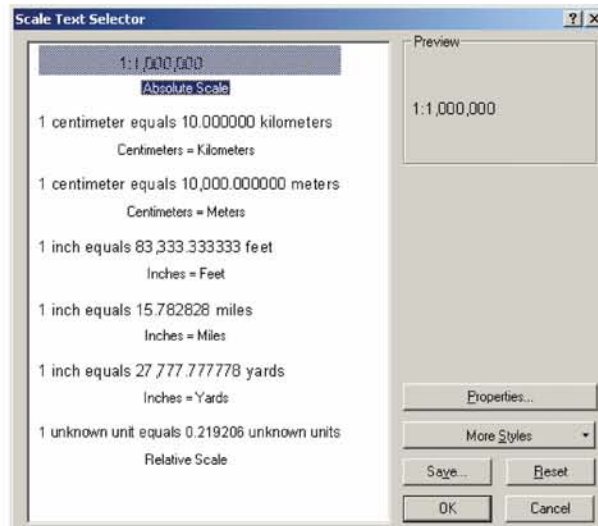 Scale Text Selector
1:1,000,000
Absolute Scale
1 centimeter equals 10.000000 kilometers
Centimeters = Kilometers
1 centimeter equals 10,000.000000 meters
Centimeters = Meters
1 inch equals 83,333.333333 feet
Inches = Feet
1 inch equals 15.782828 miles
Inches = Miles
1 inch equals 27,777.777778 yards
Inches = Yards
1 unknown unit equals 0.219206 unknown units
Relative Scale
Preview
1:1,000,000
Properties...
More Styles
Save...
Reset
OK
Cancel